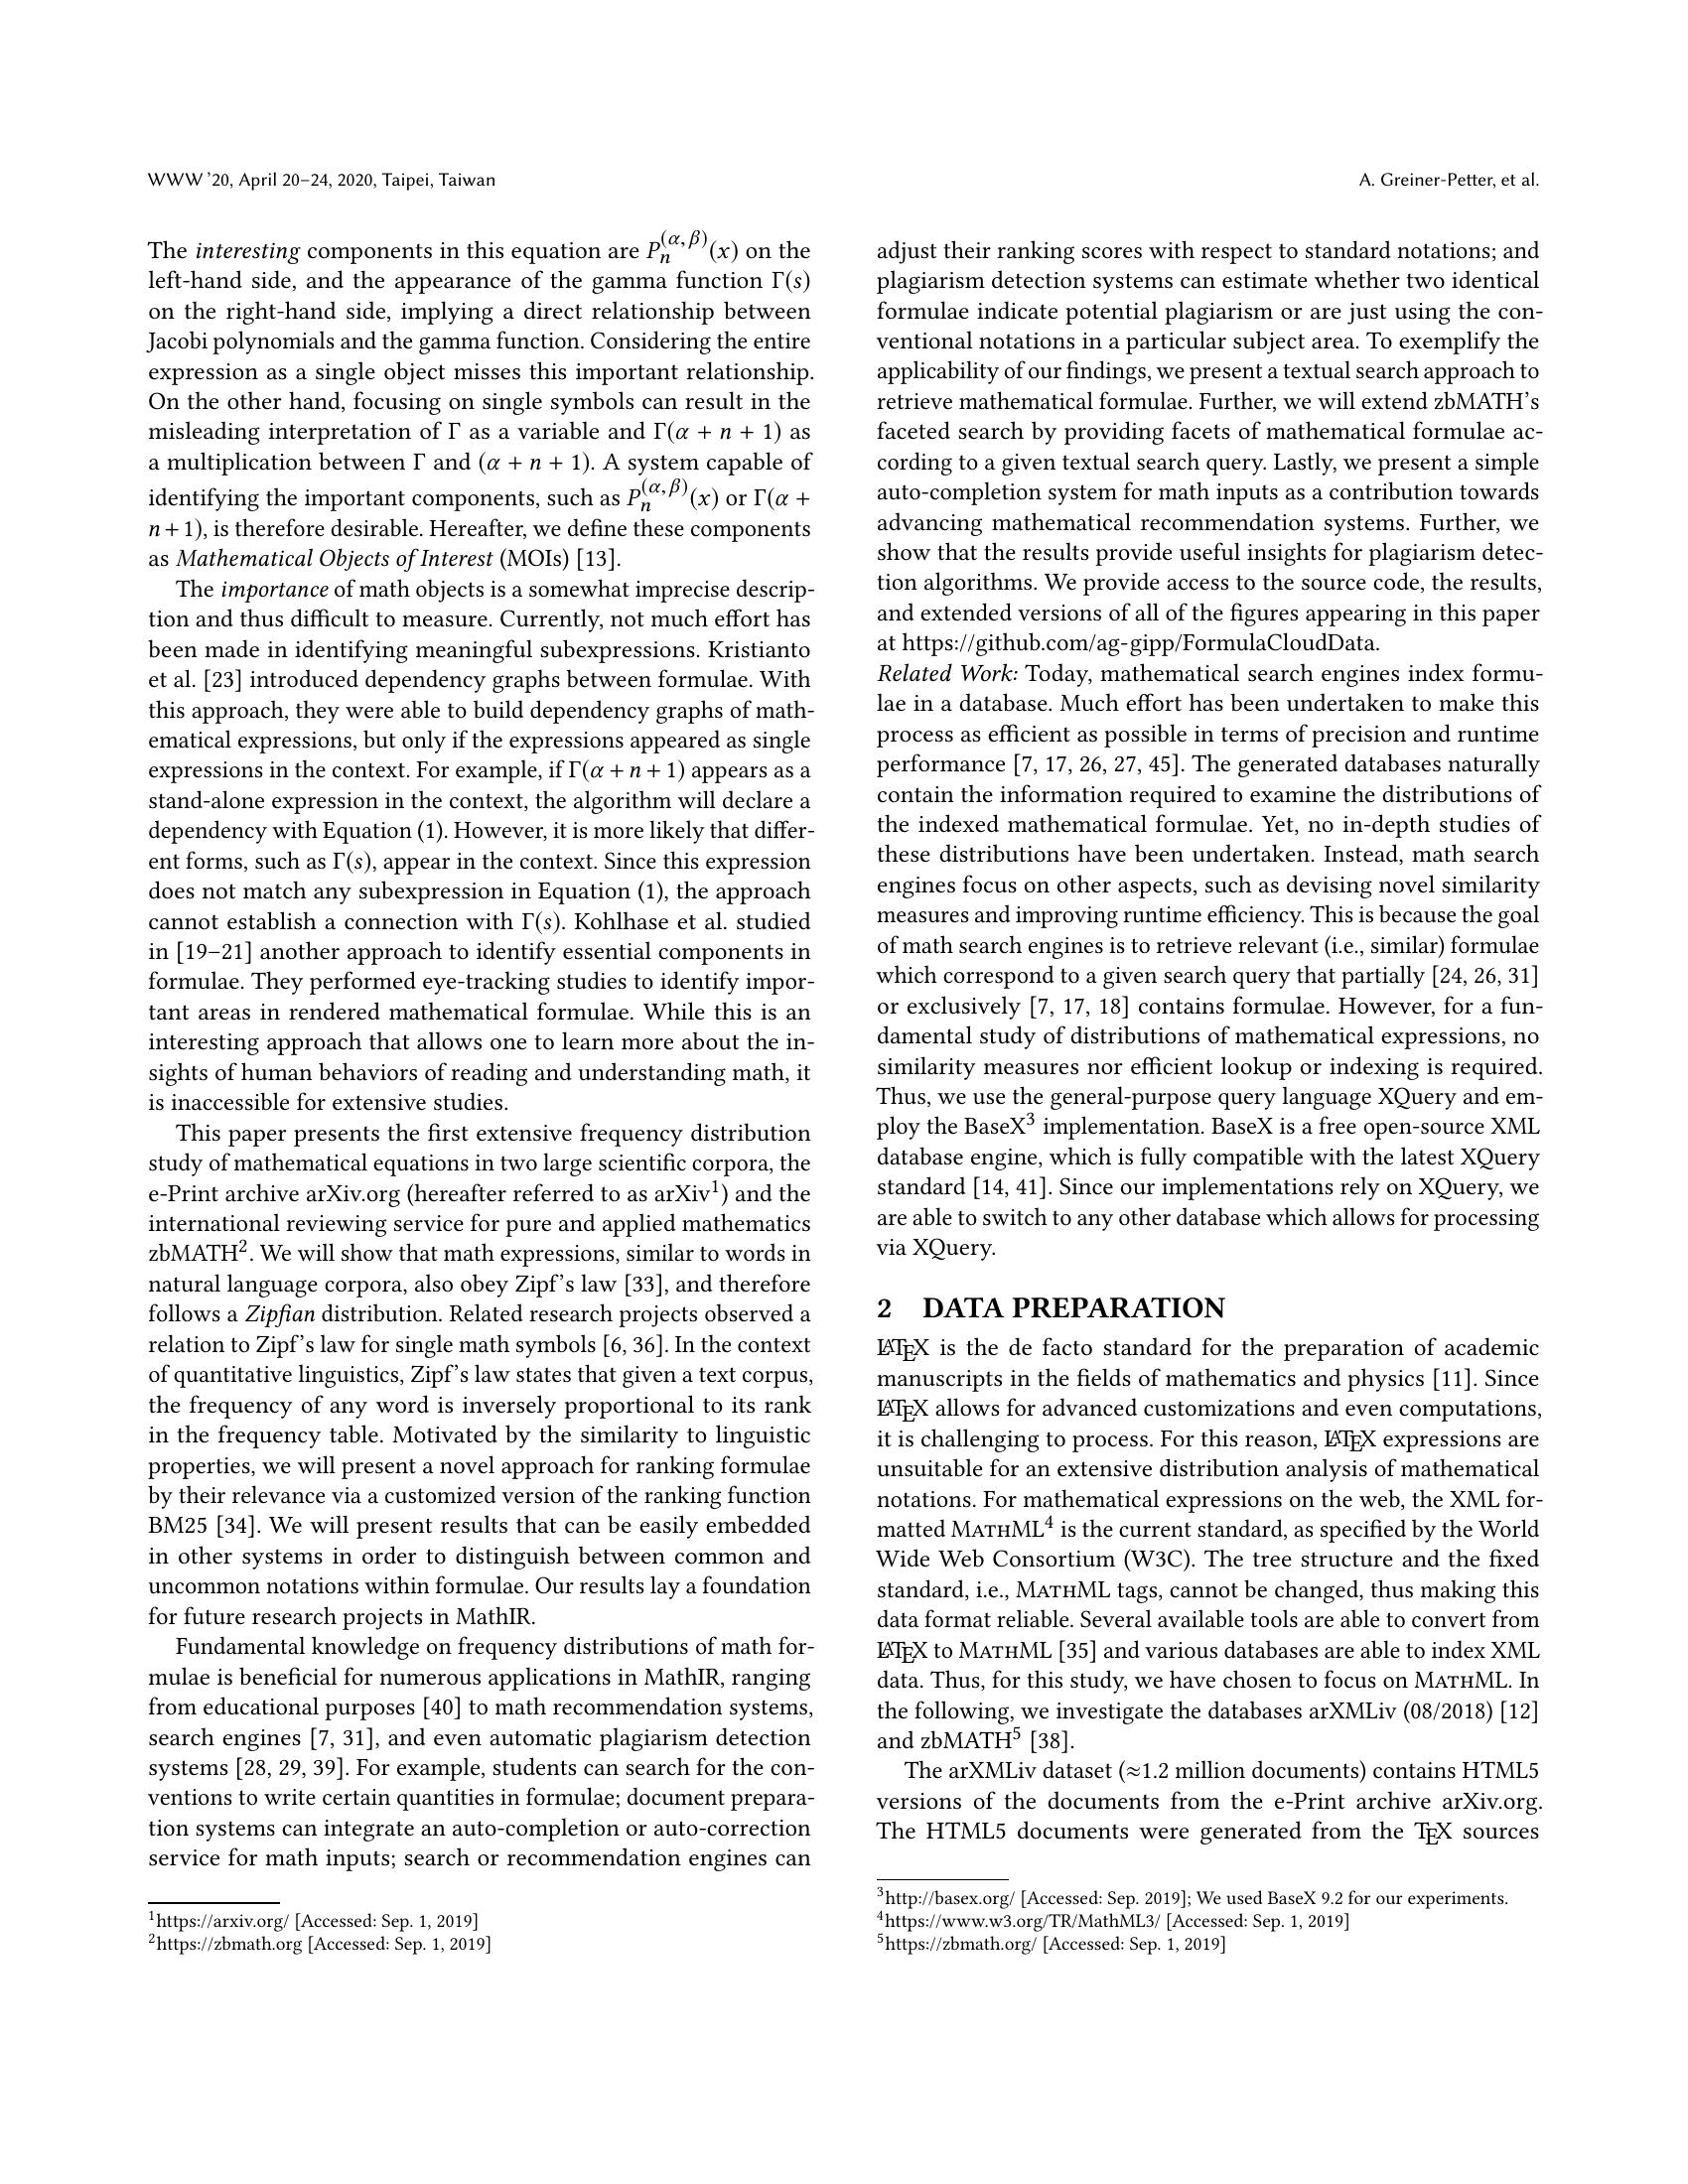 WWW ’20, April 20–24, 2020, Taipei, Taiwan
A. Greiner-Petter, et al.
The interesting components in this equation are P_n^{(α,β)}(x) on the
left-hand side, and the appearance of the gamma function Γ(s)
on the right-hand side, implying a direct relationship between
Jacobi polynomials and the gamma function. Considering the entire
expression as a single object misses this important relationship.
On the other hand, focusing on single symbols can result in the
misleading interpretation of Γ as a variable and Γ(α + n + 1) as
a multiplication between Γ and (α + n + 1). A system capable of
identifying the important components, such as P_n^{(α,β)}(x) or Γ(α +
n + 1), is therefore desirable. Hereafter, we define these components
as Mathematical Objects of Interest (MOIs) [13].
The importance of math objects is a somewhat imprecise descrip-
tion and thus difficult to measure. Currently, not much effort has
been made in identifying meaningful subexpressions. Kristianto
et al. [23] introduced dependency graphs between formulae. With
this approach, they were able to build dependency graphs of math-
ematical expressions, but only if the expressions appeared as single
expressions in the context. For example, if Γ(α + n + 1) appears as a
stand-alone expression in the context, the algorithm will declare a
dependency with Equation (1). However, it is more likely that differ-
ent forms, such as Γ(s), appear in the context. Since this expression
does not match any subexpression in Equation (1), the approach
cannot establish a connection with Γ(s). Kohlhase et al. studied
in [19–21] another approach to identify essential components in
formulae. They performed eye-tracking studies to identify impor-
tant areas in rendered mathematical formulae. While this is an
interesting approach that allows one to learn more about the in-
sights of human behaviors of reading and understanding math, it
is inaccessible for extensive studies.
This paper presents the first extensive frequency distribution
study of mathematical equations in two large scientific corpora, the
e-Print archive arXiv.org (hereafter referred to as arXiv¹) and the
international reviewing service for pure and applied mathematics
zbMATH². We will show that math expressions, similar to words in
natural language corpora, also obey Zipf’s law [33], and therefore
follows a Zipfian distribution. Related research projects observed a
relation to Zipf’s law for single math symbols [6, 36]. In the context
of quantitative linguistics, Zipf’s law states that given a text corpus,
the frequency of any word is inversely proportional to its rank
in the frequency table. Motivated by the similarity to linguistic
properties, we will present a novel approach for ranking formulae
by their relevance via a customized version of the ranking function
BM25 [34]. We will present results that can be easily embedded
in other systems in order to distinguish between common and
uncommon notations within formulae. Our results lay a foundation
for future research projects in MathIR.
Fundamental knowledge on frequency distributions of math for-
mulae is beneficial for numerous applications in MathIR, ranging
from educational purposes [40] to math recommendation systems,
search engines [7, 31], and even automatic plagiarism detection
systems [28, 29, 39]. For example, students can search for the con-
ventions to write certain quantities in formulae; document prepara-
tion systems can integrate an auto-completion or auto-correction
service for math inputs; search or recommendation engines can
¹https://arxiv.org/ [Accessed: Sep. 1, 2019]
²https://zbmath.org [Accessed: Sep. 1, 2019]
adjust their ranking scores with respect to standard notations; and
plagiarism detection systems can estimate whether two identical
formulae indicate potential plagiarism or are just using the con-
ventional notations in a particular subject area. To exemplify the
applicability of our findings, we present a textual search approach to
retrieve mathematical formulae. Further, we will extend zbMATH’s
faceted search by providing facets of mathematical formulae ac-
cording to a given textual search query. Lastly, we present a simple
auto-completion system for math inputs as a contribution towards
advancing mathematical recommendation systems. Further, we
show that the results provide useful insights for plagiarism detec-
tion algorithms. We provide access to the source code, the results,
and extended versions of all of the figures appearing in this paper
at https://github.com/ag-gipp/FormulaCloudData.
Related Work: Today, mathematical search engines index formu-
lae in a database. Much effort has been undertaken to make this
process as efficient as possible in terms of precision and runtime
performance [7, 17, 26, 27, 45]. The generated databases naturally
contain the information required to examine the distributions of
the indexed mathematical formulae. Yet, no in-depth studies of
these distributions have been undertaken. Instead, math search
engines focus on other aspects, such as devising novel similarity
measures and improving runtime efficiency. This is because the goal
of math search engines is to retrieve relevant (i.e., similar) formulae
which correspond to a given search query that partially [24, 26, 31]
or exclusively [7, 17, 18] contains formulae. However, for a fun-
damental study of distributions of mathematical expressions, no
similarity measures nor efficient lookup or indexing is required.
Thus, we use the general-purpose query language XQuery and em-
ploy the BaseX³ implementation. BaseX is a free open-source XML
database engine, which is fully compatible with the latest XQuery
standard [14, 41]. Since our implementations rely on XQuery, we
are able to switch to any other database which allows for processing
via XQuery.
2 DATA PREPARATION
LATEX is the de facto standard for the preparation of academic
manuscripts in the fields of mathematics and physics [11]. Since
LATEX allows for advanced customizations and even computations,
it is challenging to process. For this reason, LATEX expressions are
unsuitable for an extensive distribution analysis of mathematical
notations. For mathematical expressions on the web, the XML for-
matted MathML⁴ is the current standard, as specified by the World
Wide Web Consortium (W3C). The tree structure and the fixed
standard, i.e., MathML tags, cannot be changed, thus making this
data format reliable. Several available tools are able to convert from
LATEX to MathML [35] and various databases are able to index XML
data. Thus, for this study, we have chosen to focus on MathML. In
the following, we investigate the databases arXMLiv (08/2018) [12]
and zbMATH⁵ [38].
The arXMLiv dataset (≈1.2 million documents) contains HTML5
versions of the documents from the e-Print archive arXiv.org.
The HTML5 documents were generated from the TEX sources
³http://basex.org/ [Accessed: Sep. 2019]; We used BaseX 9.2 for our experiments.
⁴https://www.w3.org/TR/MathML3/ [Accessed: Sep. 1, 2019]
⁵https://zbmath.org/ [Accessed: Sep. 1, 2019]